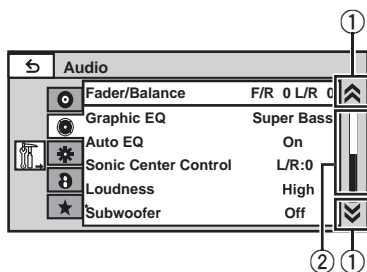 ①
Audio
Fader/Balance F/R 0 L/R 0
Graphic EQ Super Bass
Auto EQ On
Sonic Center Control L/R:0
Loudness High
Subwoofer Off
② ①